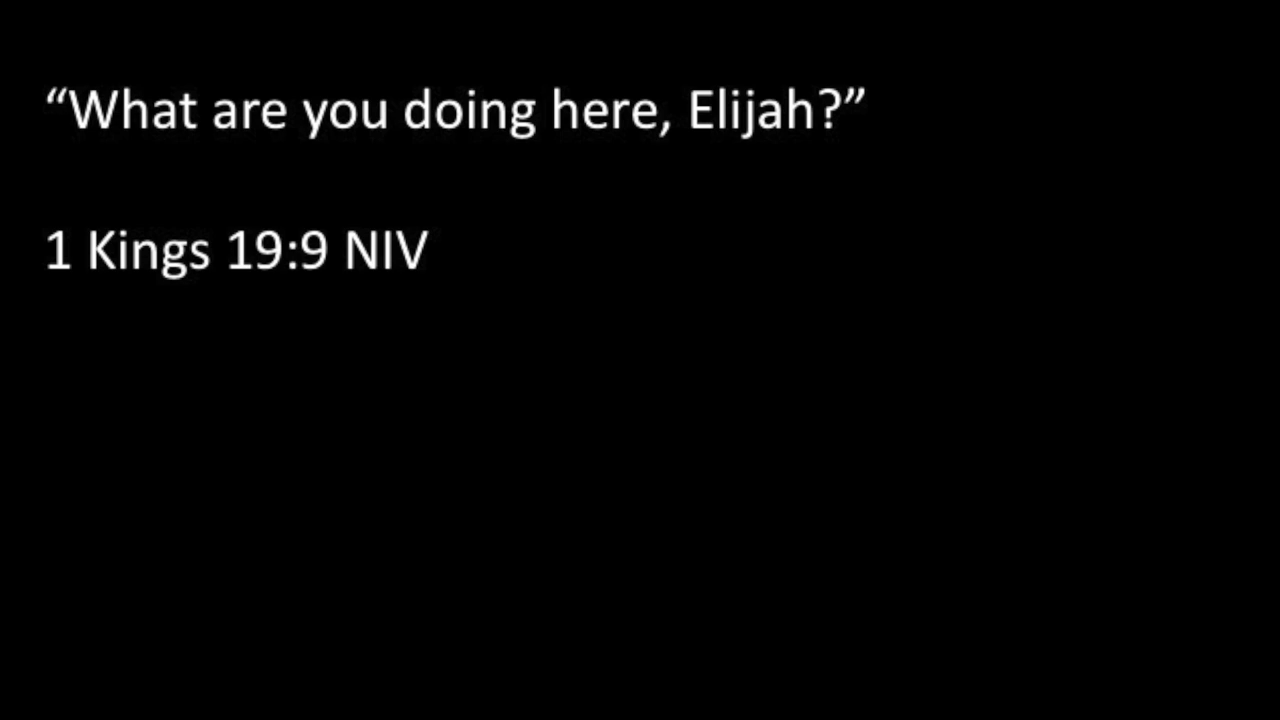 “What are you doing here, Elijah?”
1 Kings 19:9 NIV